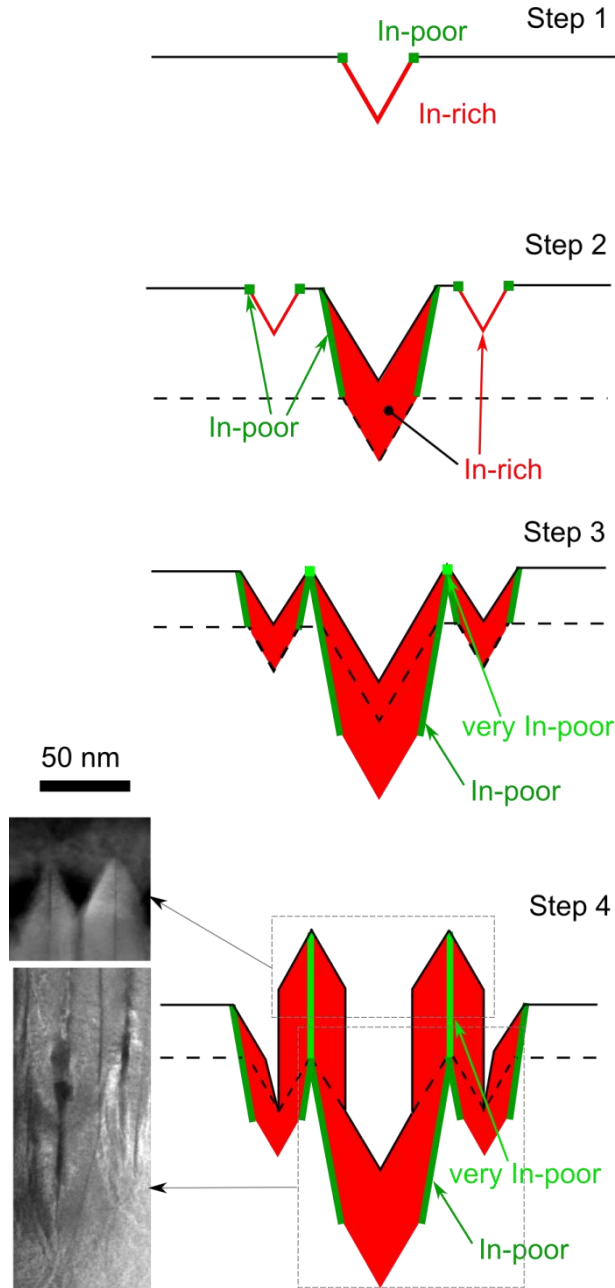 Step 1
In-poor
In-rich
Step 2
In-poor
In-rich
Step 3
very In-poor
In-poor
50 nm
Step 4
very In-poor
In-poor